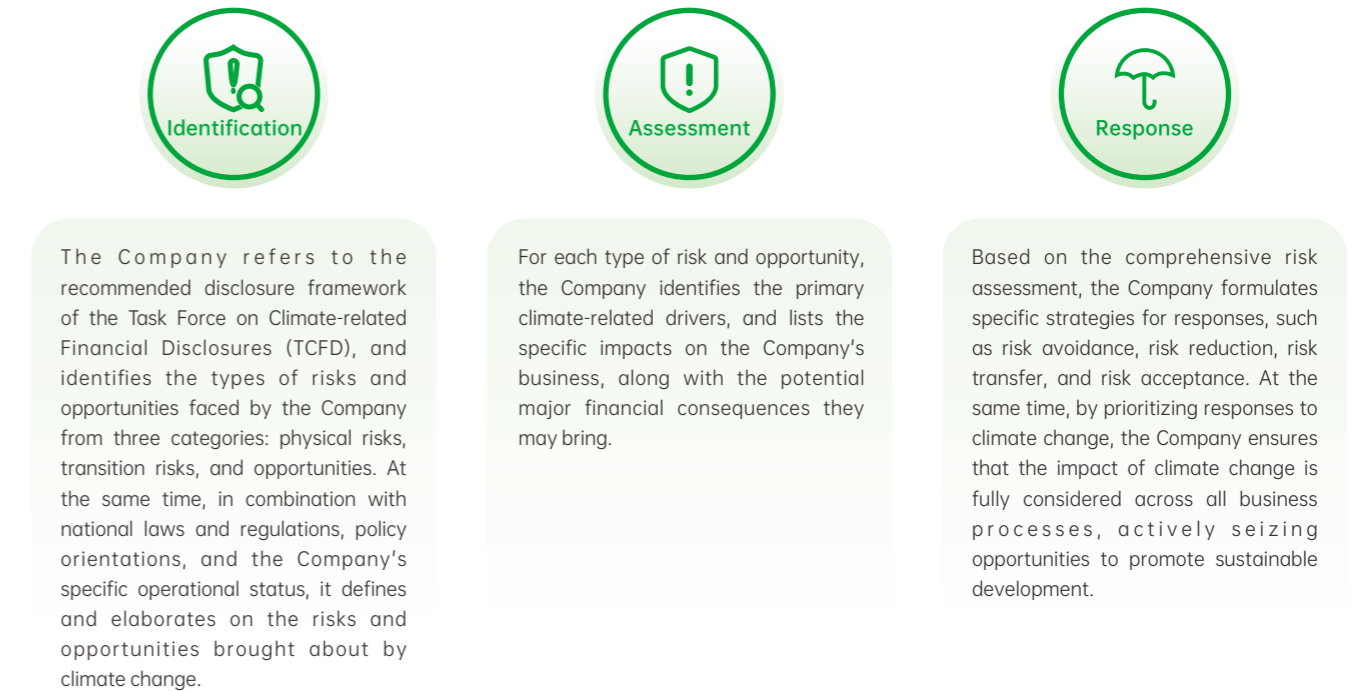 Identification
The Company refers to the
recommended disclosure framework
of the Task Force on Climate-related
Financial Disclosures (TCFD), and
identifies the types of risks and
opportunities faced by the Company
from three categories: physical risks,
transition risks, and opportunities. At
the same time, in combination with
national laws and regulations, policy
orientations, and the Company's
specific operational status, it defines
and elaborates on the risks and
opportunities brought about by
climate change.
Assessment
For each type of risk and opportunity,
the Company identifies the primary
climate-related drivers, and lists the
specific impacts on the Company's
business, along with the potential
major financial consequences they
may bring.
Response
Based on the comprehensive risk
assessment, the Company formulates
specific strategies for responses, such
as risk avoidance, risk reduction, risk
transfer, and risk acceptance. At the
same time, by prioritizing responses to
climate change, the Company ensures
that the impact of climate change is
fully considered across all business
processes, actively seizing
opportunities to promote sustainable
development.